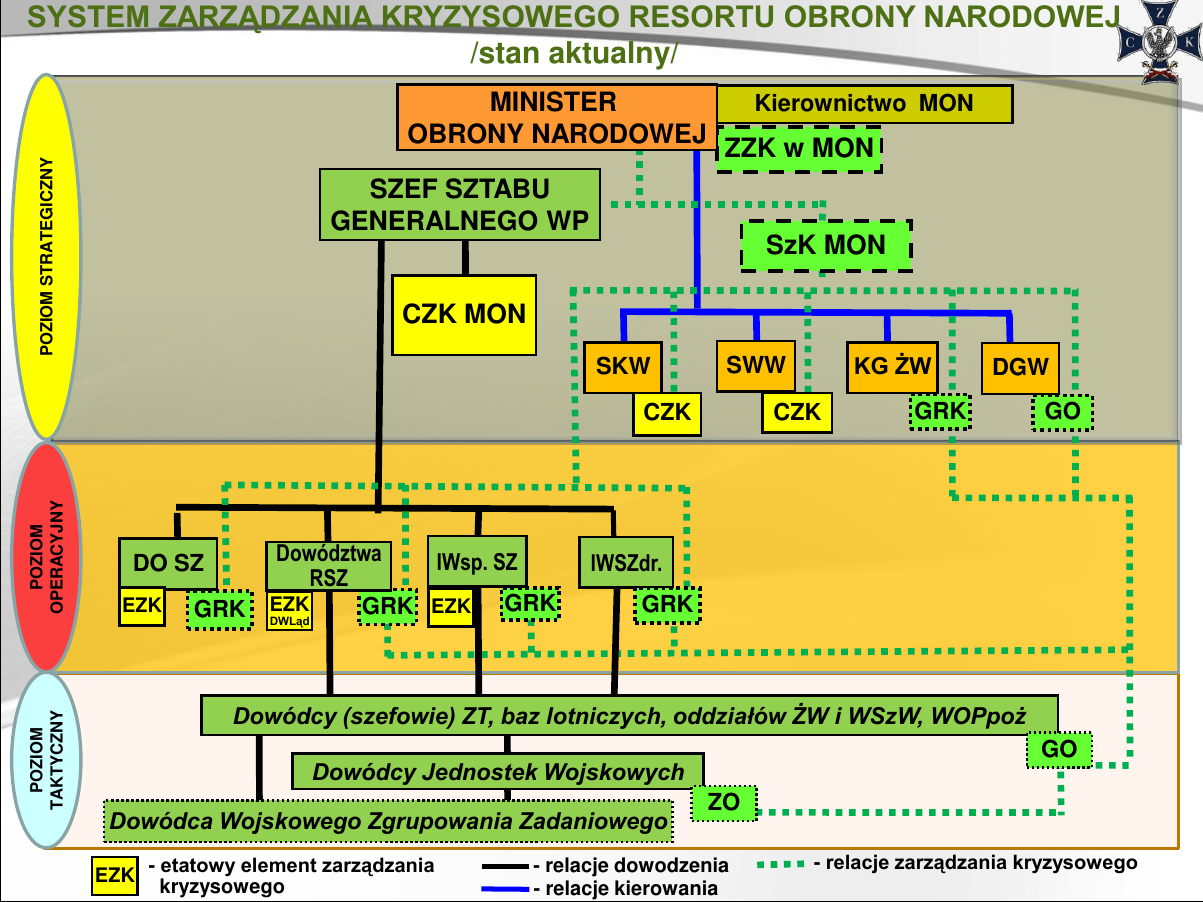 SYSTEM ZARZĄDZANIA KRYZYSOWEGO RESORTU OBRONY NARODOWEJ
/stan aktualny/
Z
C K
MINISTER
OBRONY NARODOWEJ
Kierownictwo MON
ZZK w MON
SZEF SZTABU
GENERALNEGO WP
SzK MON
CZK MON
POZIOM STRATEGICZNY
SKW
SWW
KG ŻW
DGW
CZK
CZK
GRK
GO
POZIOM
OPERACYJNY
DO SZ
Dowództwa
RSZ
IWsp. SZ
IWSZdr.
EZK
GRK
EZK
DWLąd
GRK
EZK
GRK
GRK
POZIOM
TAKTYCZNY
Dowódcy (szefowie) ZT, baz lotniczych, oddziałów ŻW i WSzW, WOPpoż
GO
Dowódcy Jednostek Wojskowych
ZO
Dowódca Wojskowego Zgrupowania Zadaniowego
EZK
- etatowy element zarządzania
kryzysowego
- relacje dowodzenia
- relacje kierowania
- relacje zarządzania kryzysowego